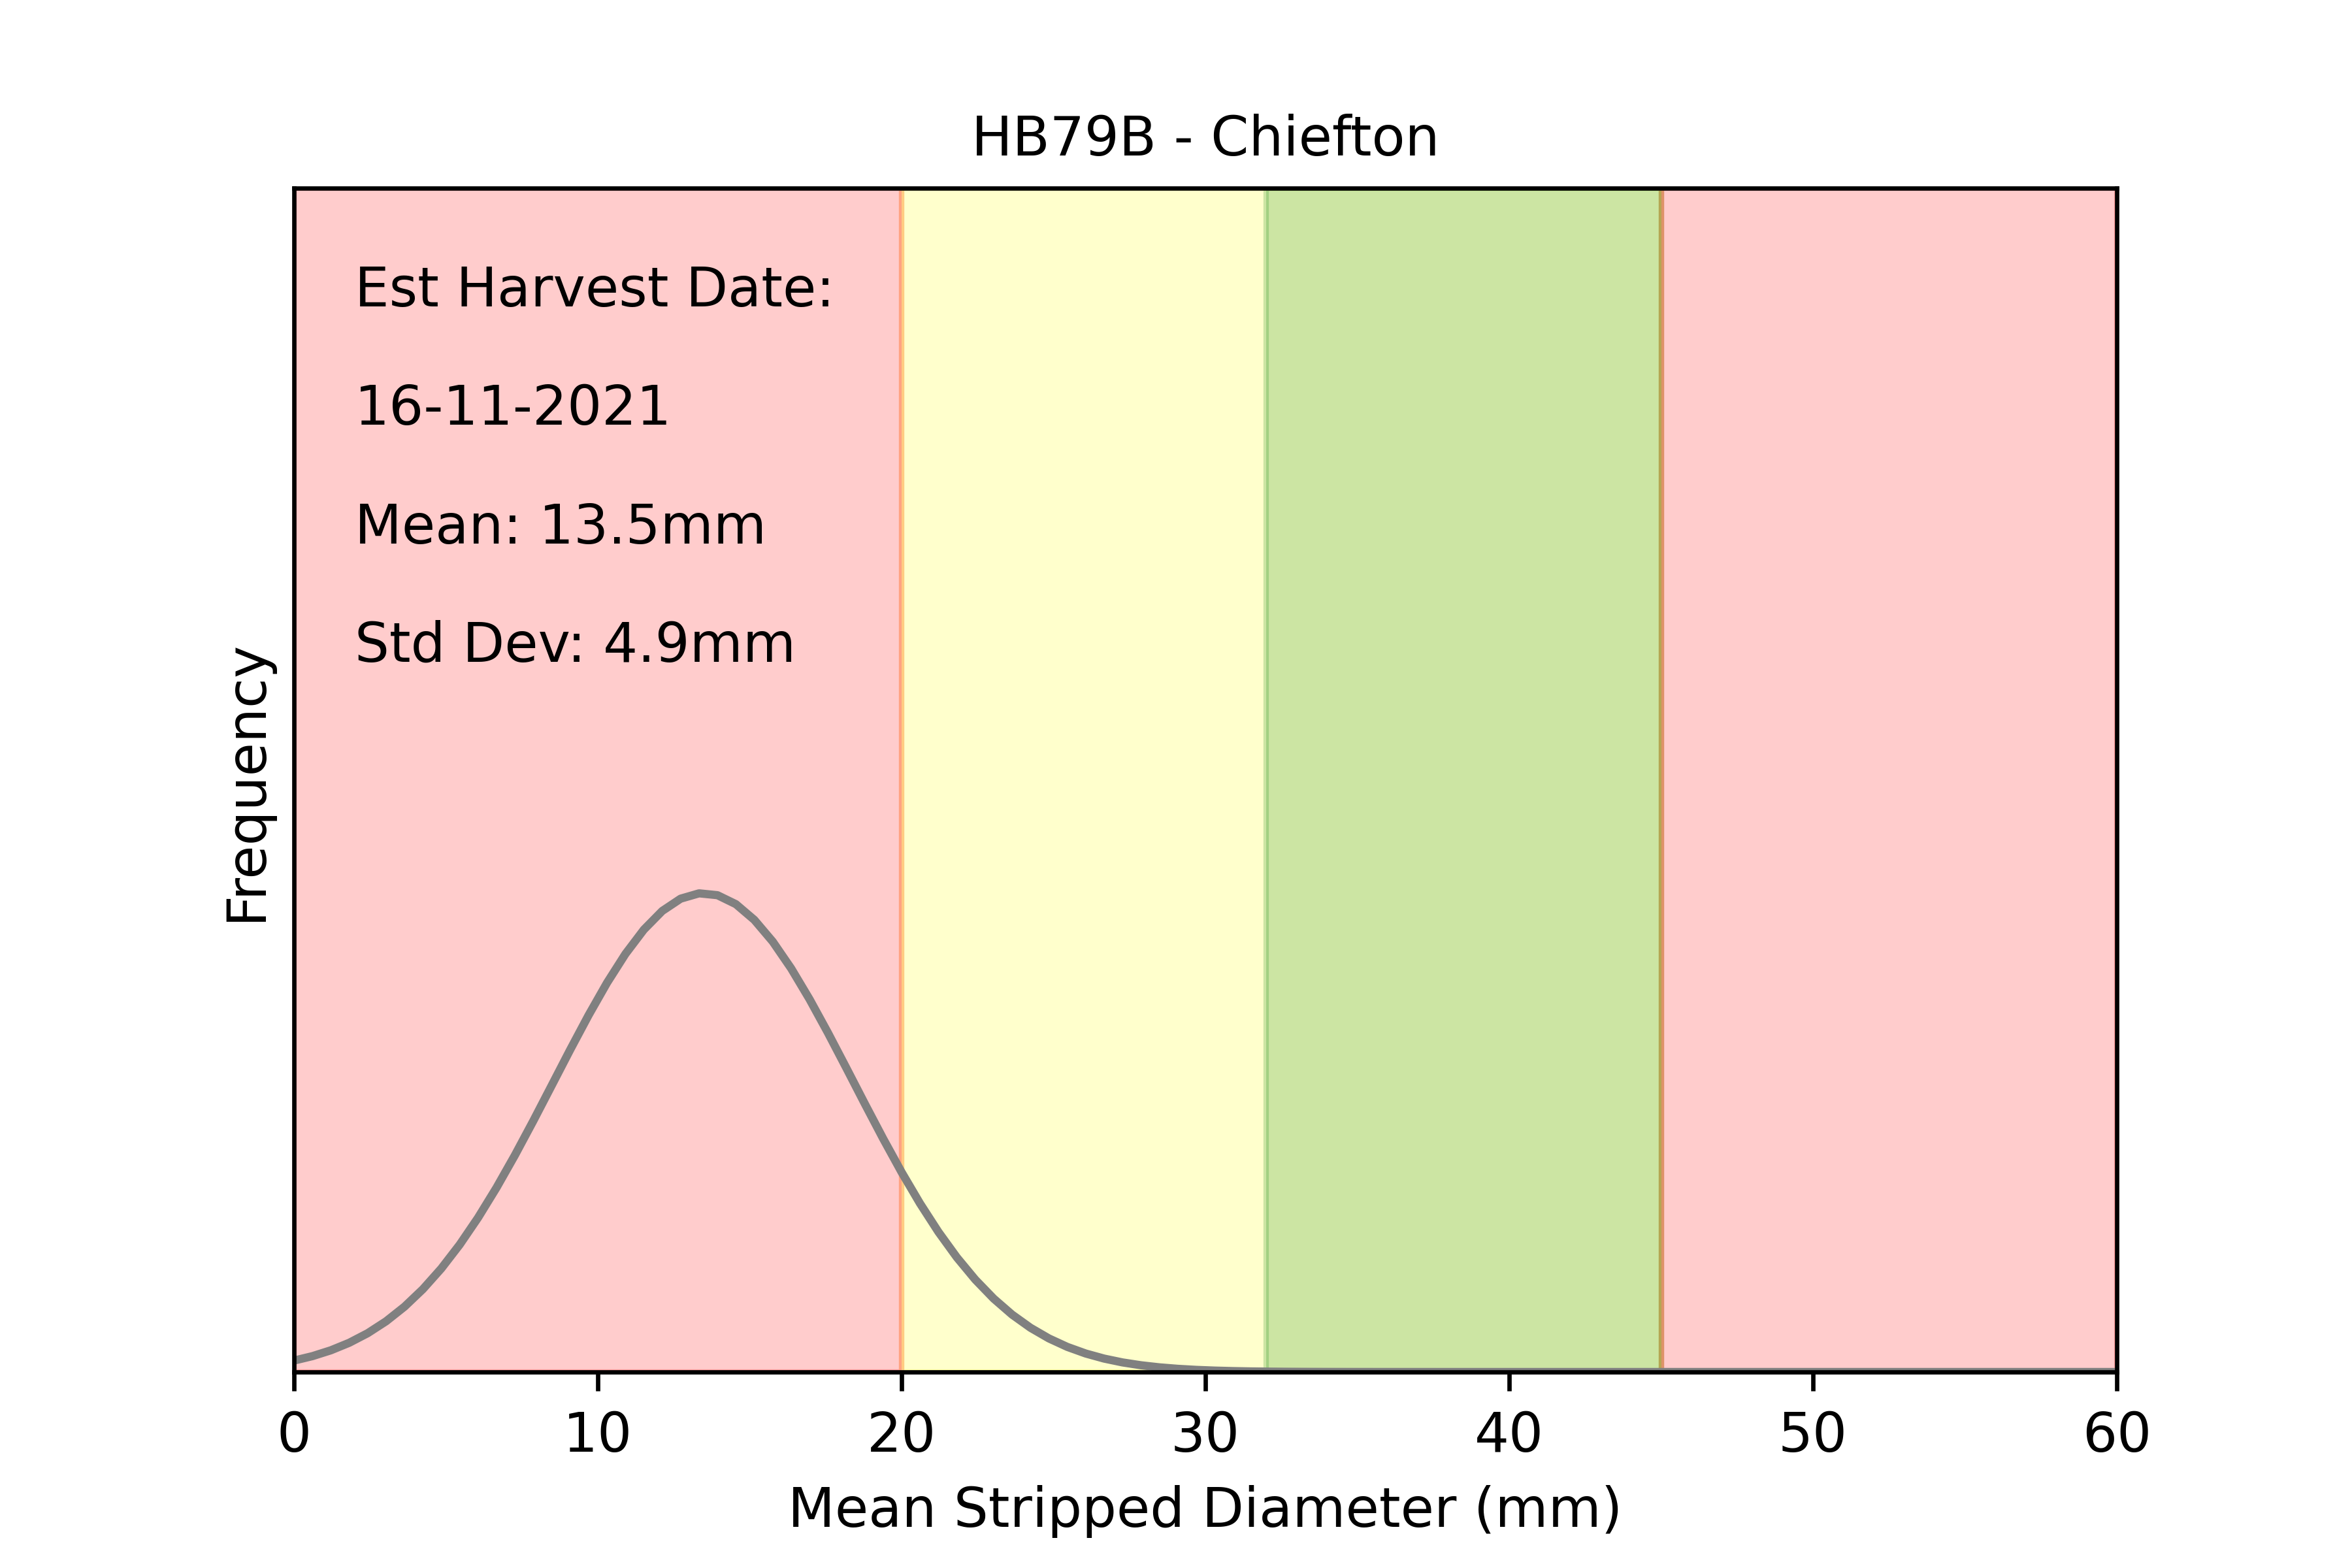 HB79B - Chiefton
Est Harvest Date:
16-11-2021
Mean: 13.5mm
Std Dev: 4.9mm
Frequency
0 10 20 30 40 50 60
Mean Stripped Diameter (mm)